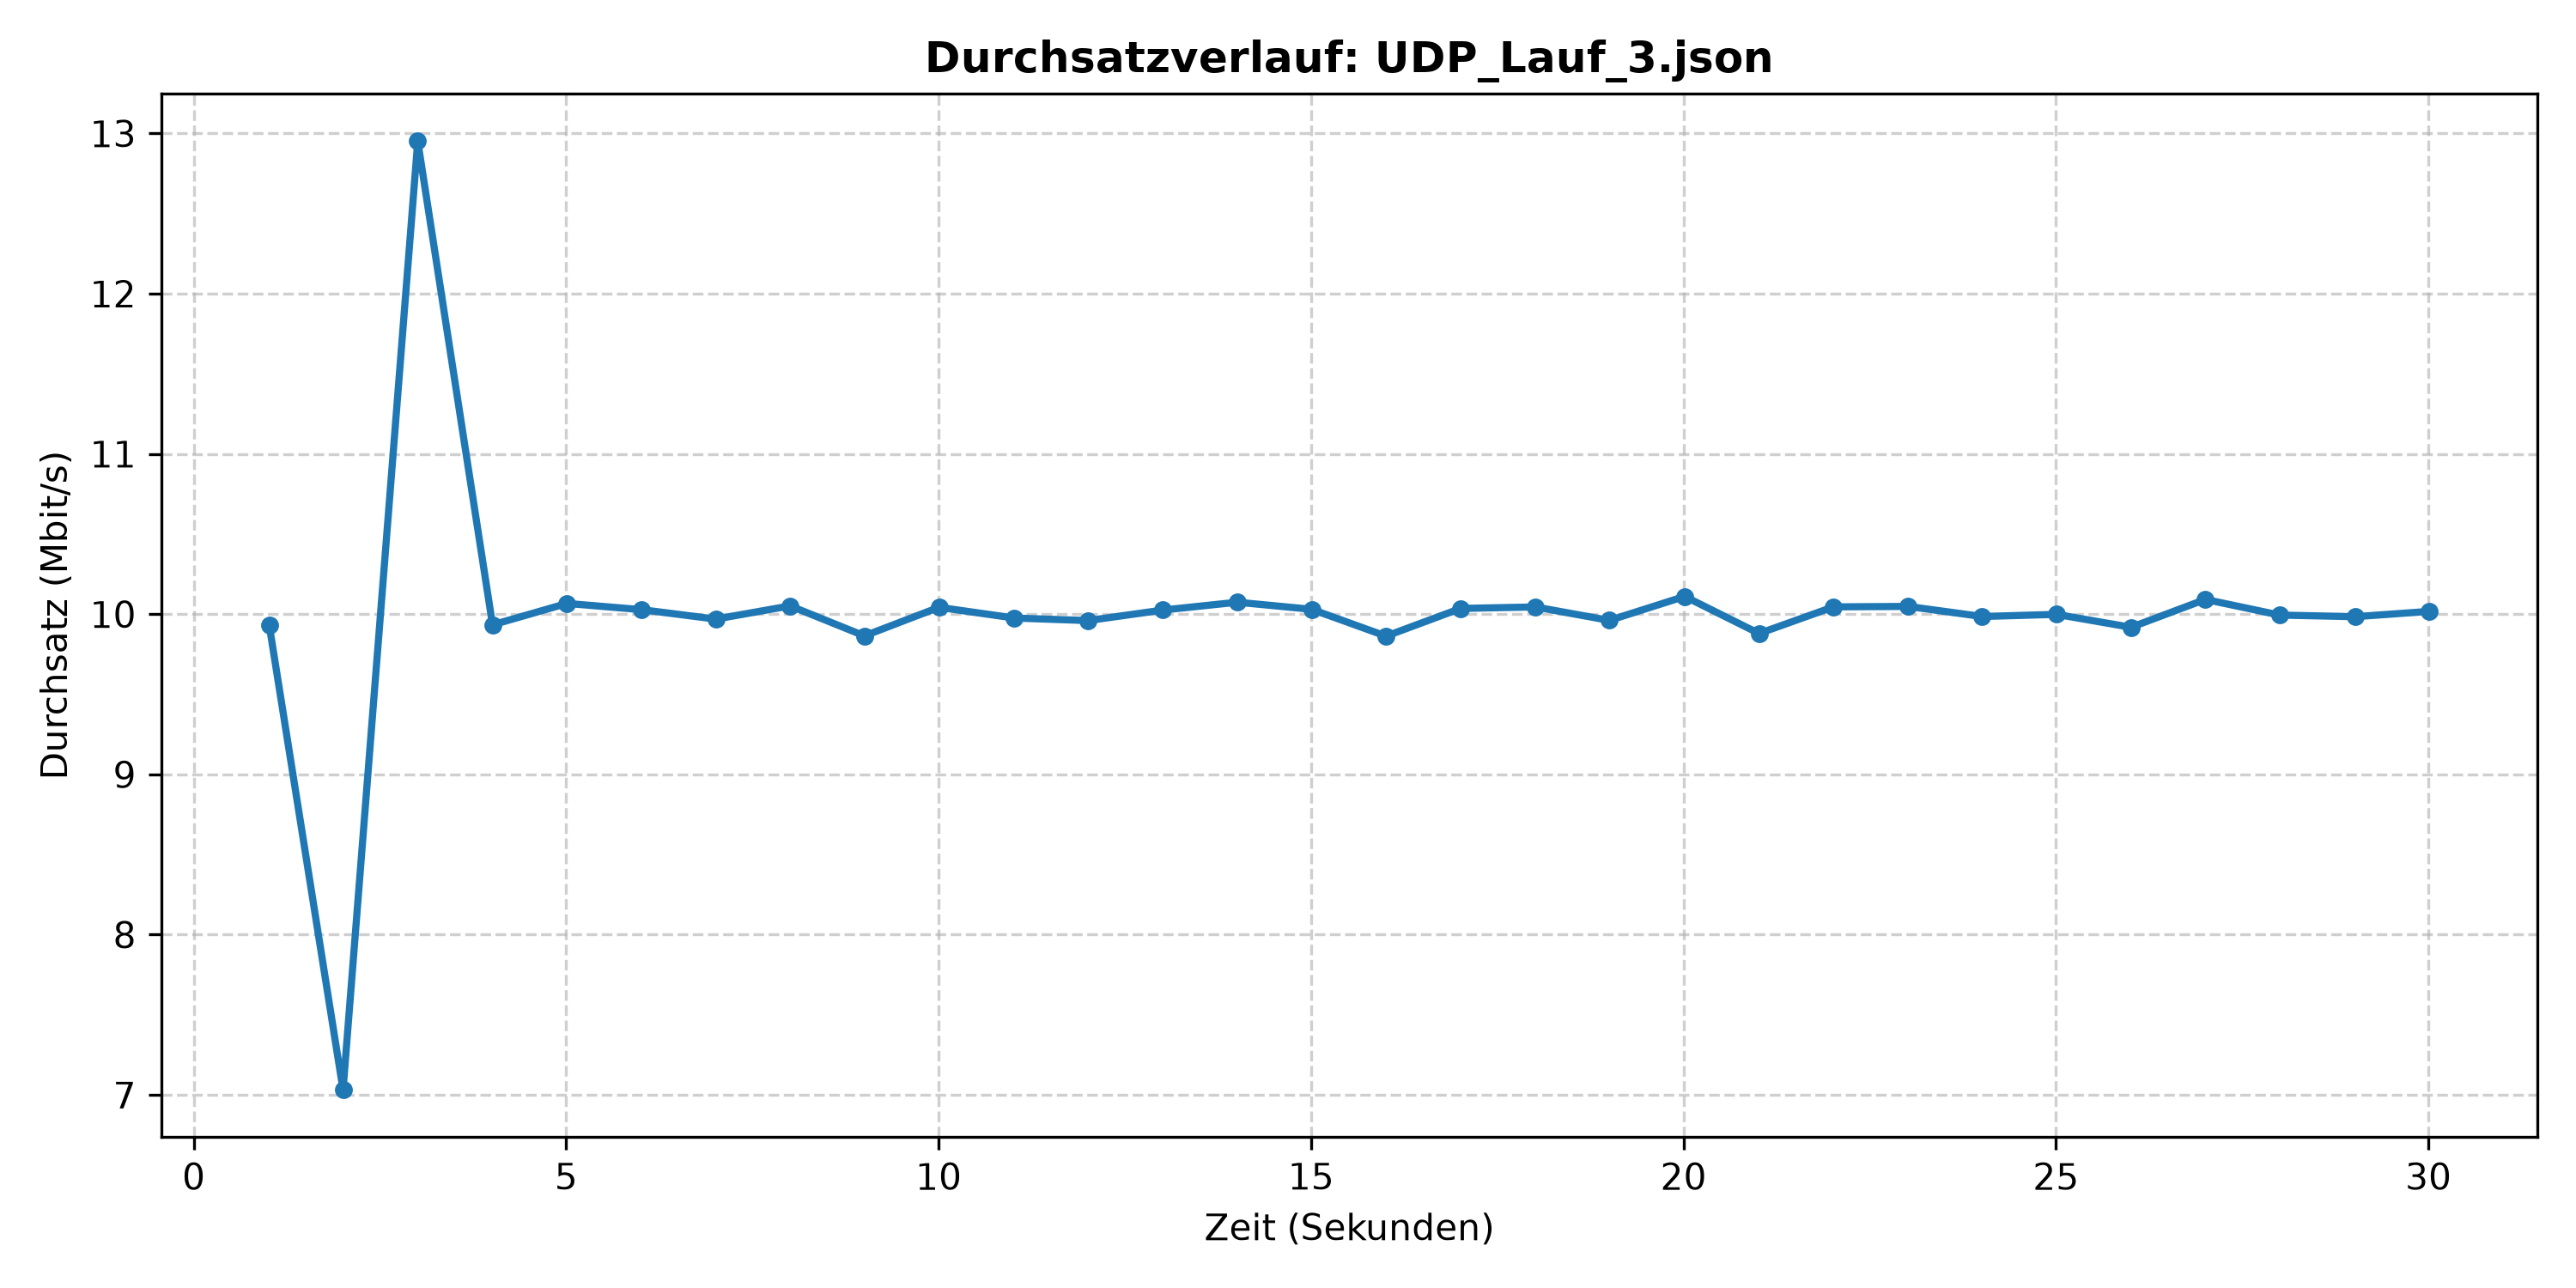 Durchsatzverlauf: UDP_Lauf_3.json
Durchsatz (Mbit/s)
13
12
11
10
9
8
7
0 5 10 15 20 25 30
Zeit (Sekunden)